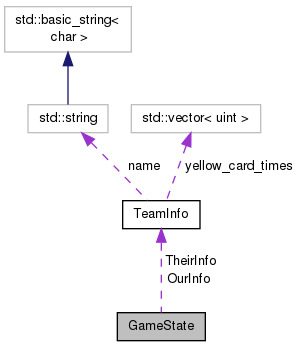 std::basic_string<
char >
std::string
std::vector< uint >
name
yellow_card_times
TeamInfo
TheirInfo
OurInfo
GameState